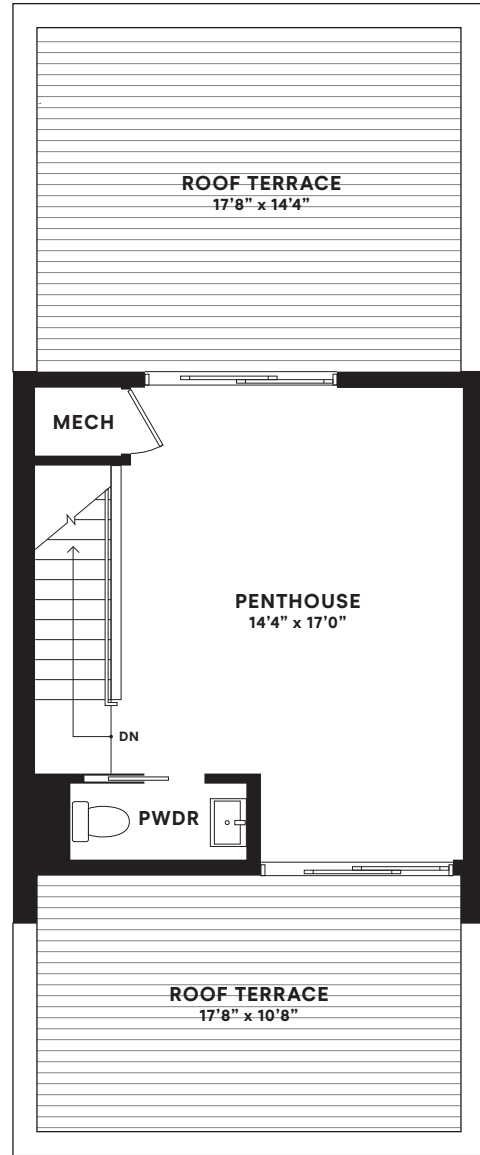 ROOF TERRACE
17’8” x 14’4”
MECH
PENTHOUSE
14’4” x 17’0”
DN
PWDR
ROOF TERRACE
17’8” x 10’8”